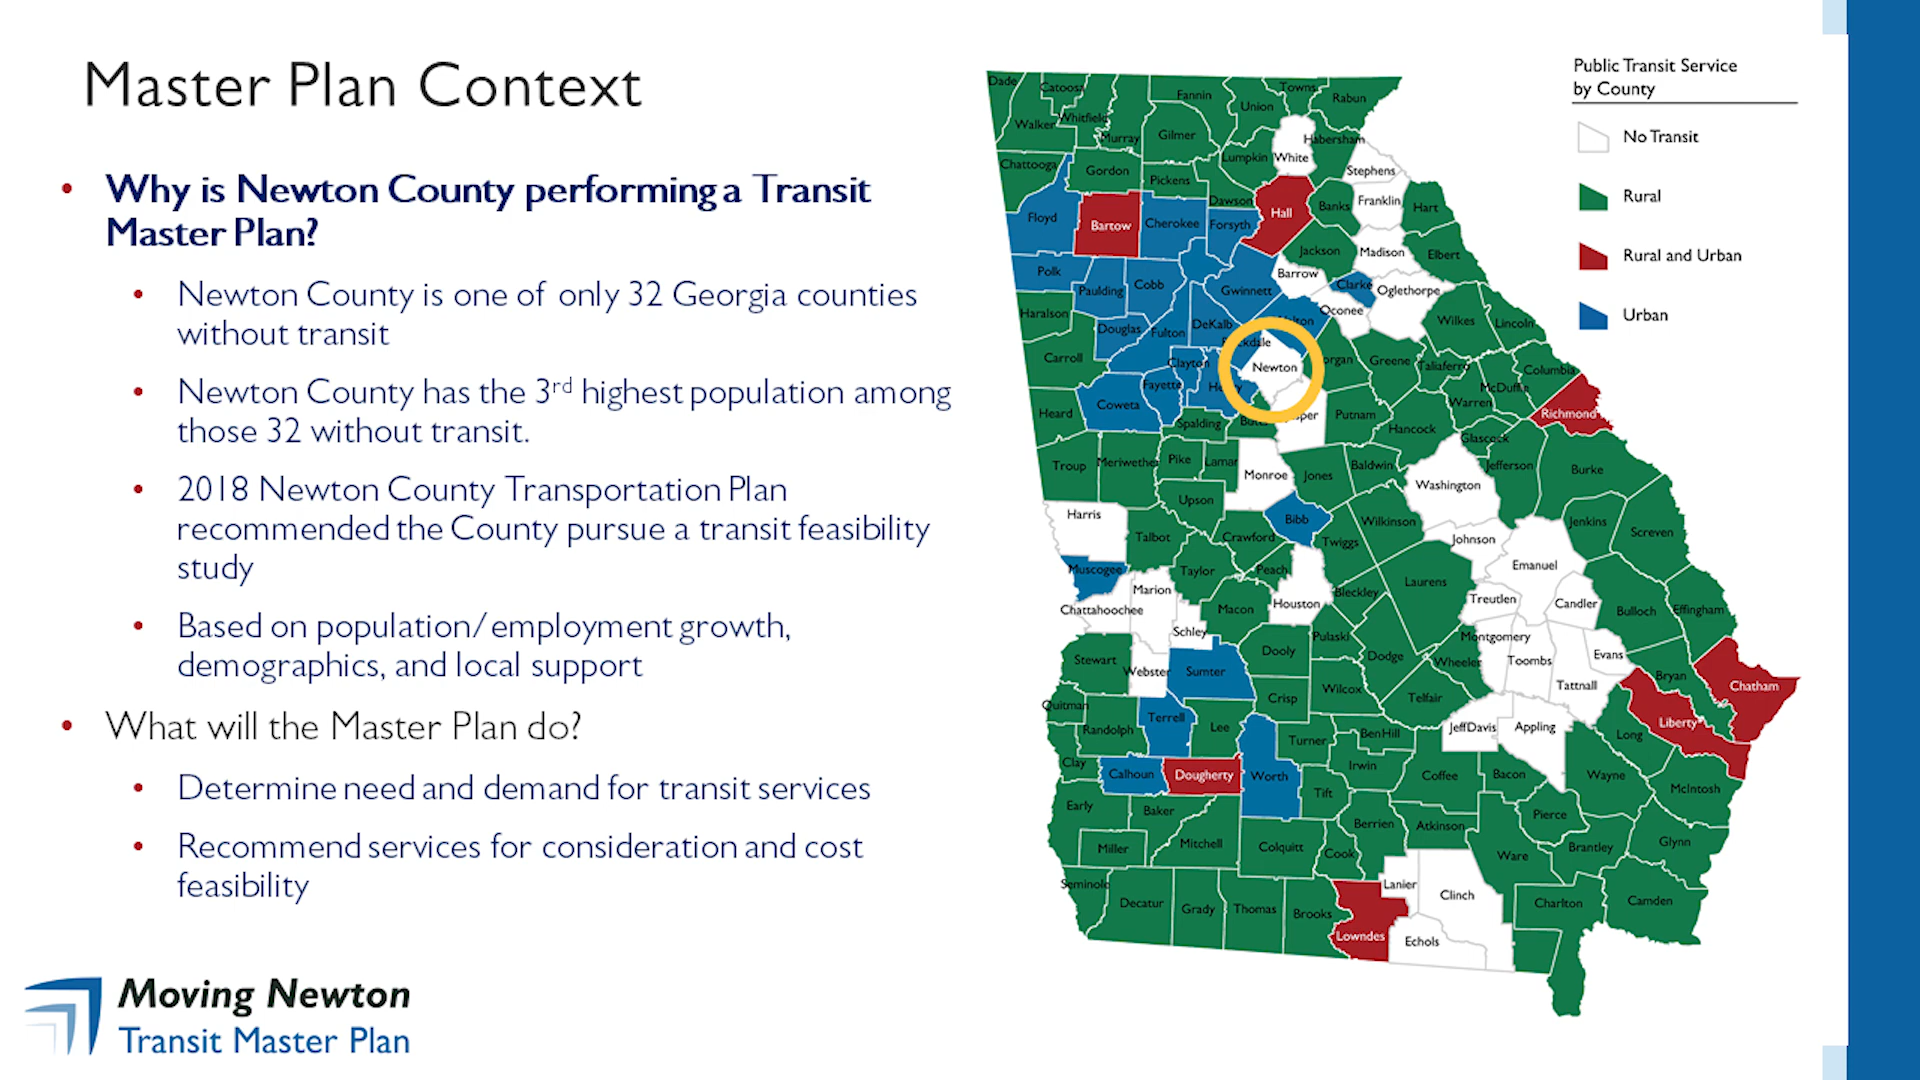 Master Plan Context
• Why is Newton County performing a Transit
Master Plan?
• Newton County is one of only 32 Georgia counties
without transit
• Newton County has the 3rd highest population among
those 32 without transit.
• 2018 Newton County Transportation Plan
recommended the County pursue a transit feasibility
study
• Based on population/employment growth,
demographics, and local support
• What will the Master Plan do?
• Determine need and demand for transit services
• Recommend services for consideration and cost
feasibility
Moving Newton
Transit Master Plan
Public Transit Service
by County
No Transit
Rural
Rural and Urban
Urban
Dade
Catoosa
Fannin
Towns
Union
Rabun
Walker
Whitfield
Murray
Gilmer
Habersham
Lumpkin
White
Chattooga
Gordon
Pickens
Stephens
Dawson
Hall
Banks
Franklin
Hart
Floyd
Bartow
Cherokee
Forsyth
Jackson
Madison
Elbert
Polk
Paulding
Cobb
Gwinnett
Barrow
Clarke
Oglethorpe
Haralson
Douglas
Fulton
DeKalb
Oconee
Wilkes
Lincoln
Carroll
Clayton
Newton
Greene
Taliaferro
Columbia
Fayette
McDuffie
Warren
Heard
Coweta
Spalding
Putnam
Hancock
Richmond
Glascock
Troup
Meriwether
Pike
Lamar
Monroe
Jones
Baldwin
Washington
Jefferson
Burke
Upson
Harris
Talbot
Crawford
Bibb
Twiggs
Wilkinson
Johnson
Jenkins
Screven
Muscogee
Taylor
Peach
Emanuel
Marion
Chattahoochee
Macon
Houston
Bleckley
Laurens
Treutlen
Candler
Bulloch
Effingham
Schley
Pulaski
Montgomery
Stewart
Webster
Sumter
Dooly
Dodge
Wheeler
Toombs
Evans
Tattnall
Bryan
Chatham
Quitman
Randolph
Terrell
Lee
Crisp
Wilcox
Telfair
Jeff Davis
Appling
Long
Liberty
Turner
Ben Hill
Clay
Calhoun
Dougherty
Worth
Irwin
Coffee
Bacon
Wayne
McIntosh
Tift
Early
Baker
Berrien
Atkinson
Pierce
Miller
Mitchell
Colquitt
Cook
Ware
Brantley
Glynn
Seminole
Decatur
Grady
Thomas
Brooks
Lanier
Clinch
Charlton
Camden
Lowndes
Echols